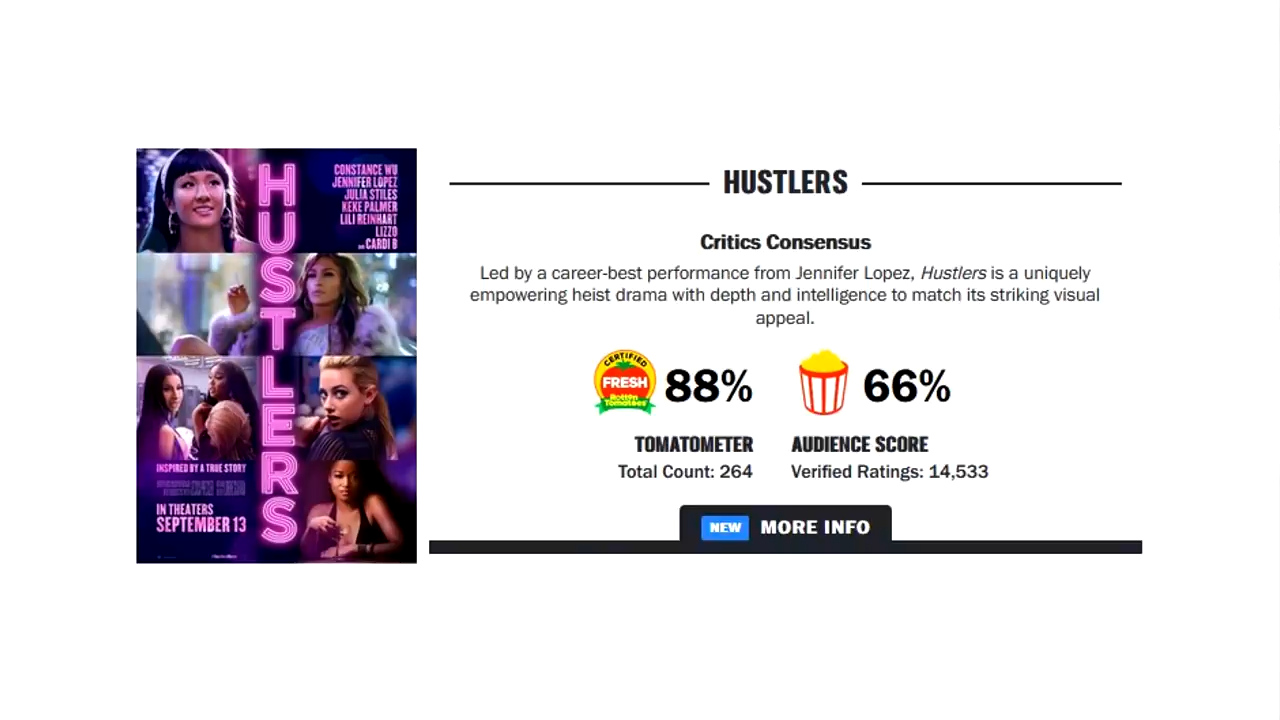 HUSTLERS
CONSTANCE WU
JENNIFER LOPEZ
JULIA STILES
KEKE PALMER
LILI REINHART
LIZZO
AND CARDI B
INSPIRED BY A TRUE STORY
IN THEATERS
SEPTEMBER 13
HUSTLERS
Critics Consensus
Led by a career-best performance from Jennifer Lopez, Hustlers is a uniquely
empowering heist drama with depth and intelligence to match its striking visual
appeal.
CERTIFIED
FRESH
Rotten
Tomatoes
88%
66%
TOMATOMETER
AUDIENCE SCORE
Total Count: 264
Verified Ratings: 14,533
NEW MORE INFO